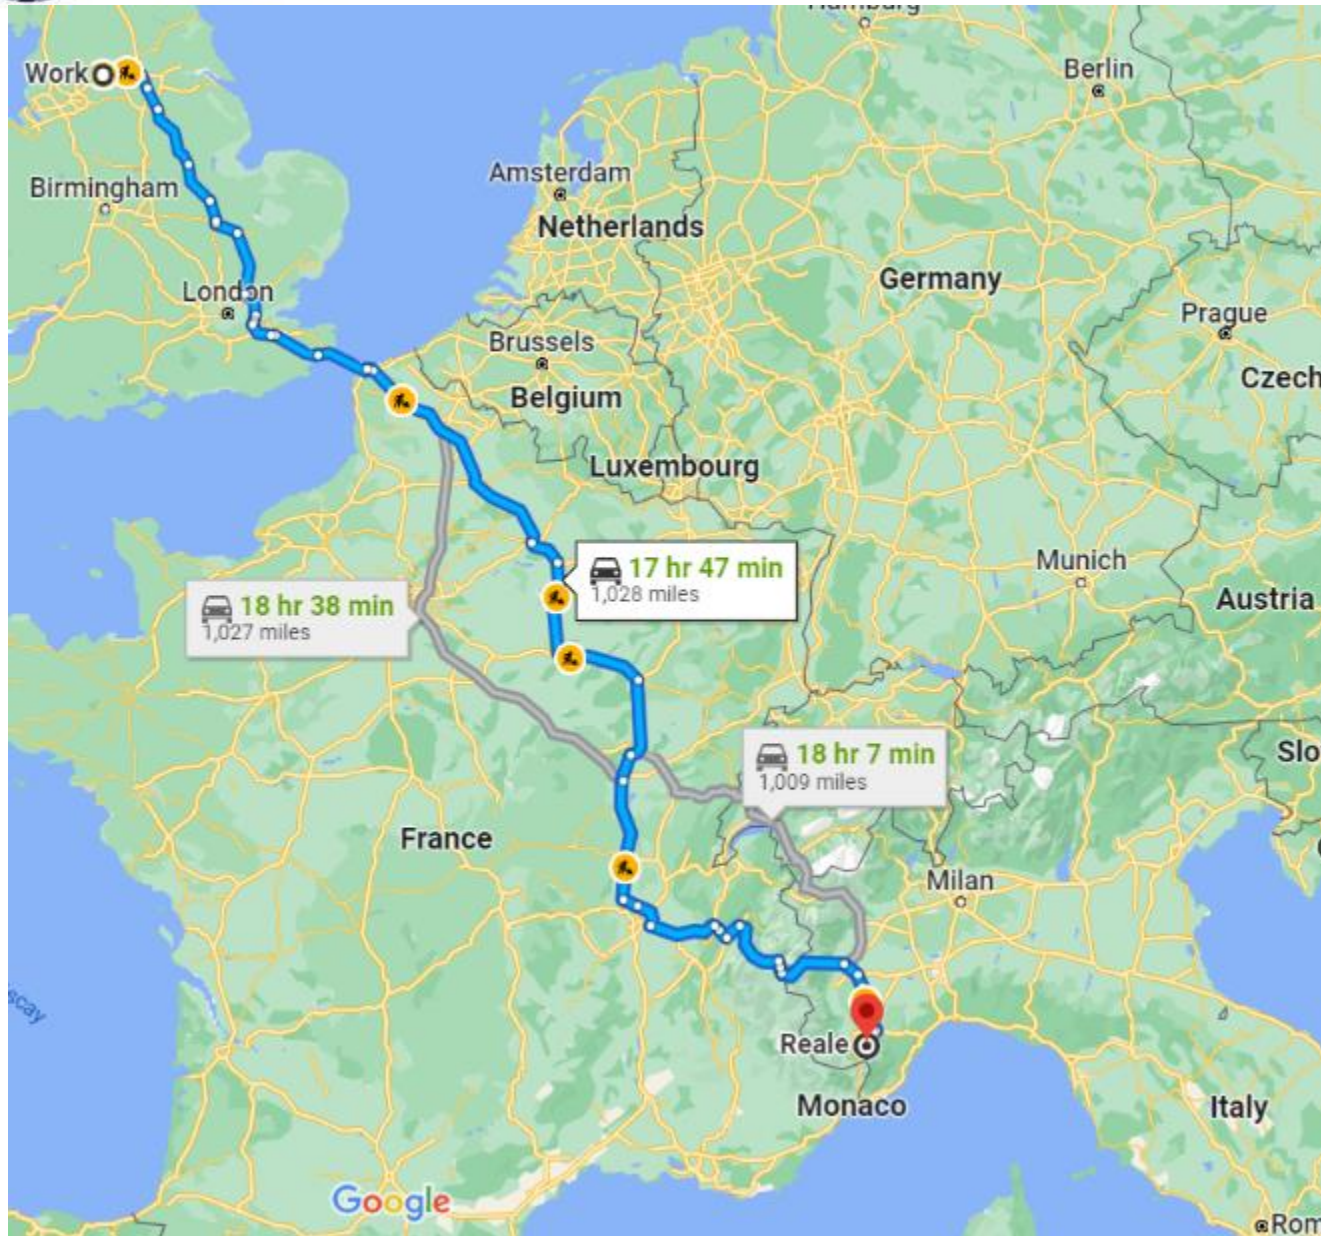 Hamburg
Work
Berlin
Birmingham
Amsterdam
Netherlands
Germany
London
Prague
Brussels
Czech
Belgium
Luxembourg
17 hr 47 min
1,028 miles
Munich
18 hr 38 min
1,027 miles
Austria
18 hr 7 min
1,009 miles
Slo
France
Milan
scay
Reale
Monaco
Italy
Google
Rom